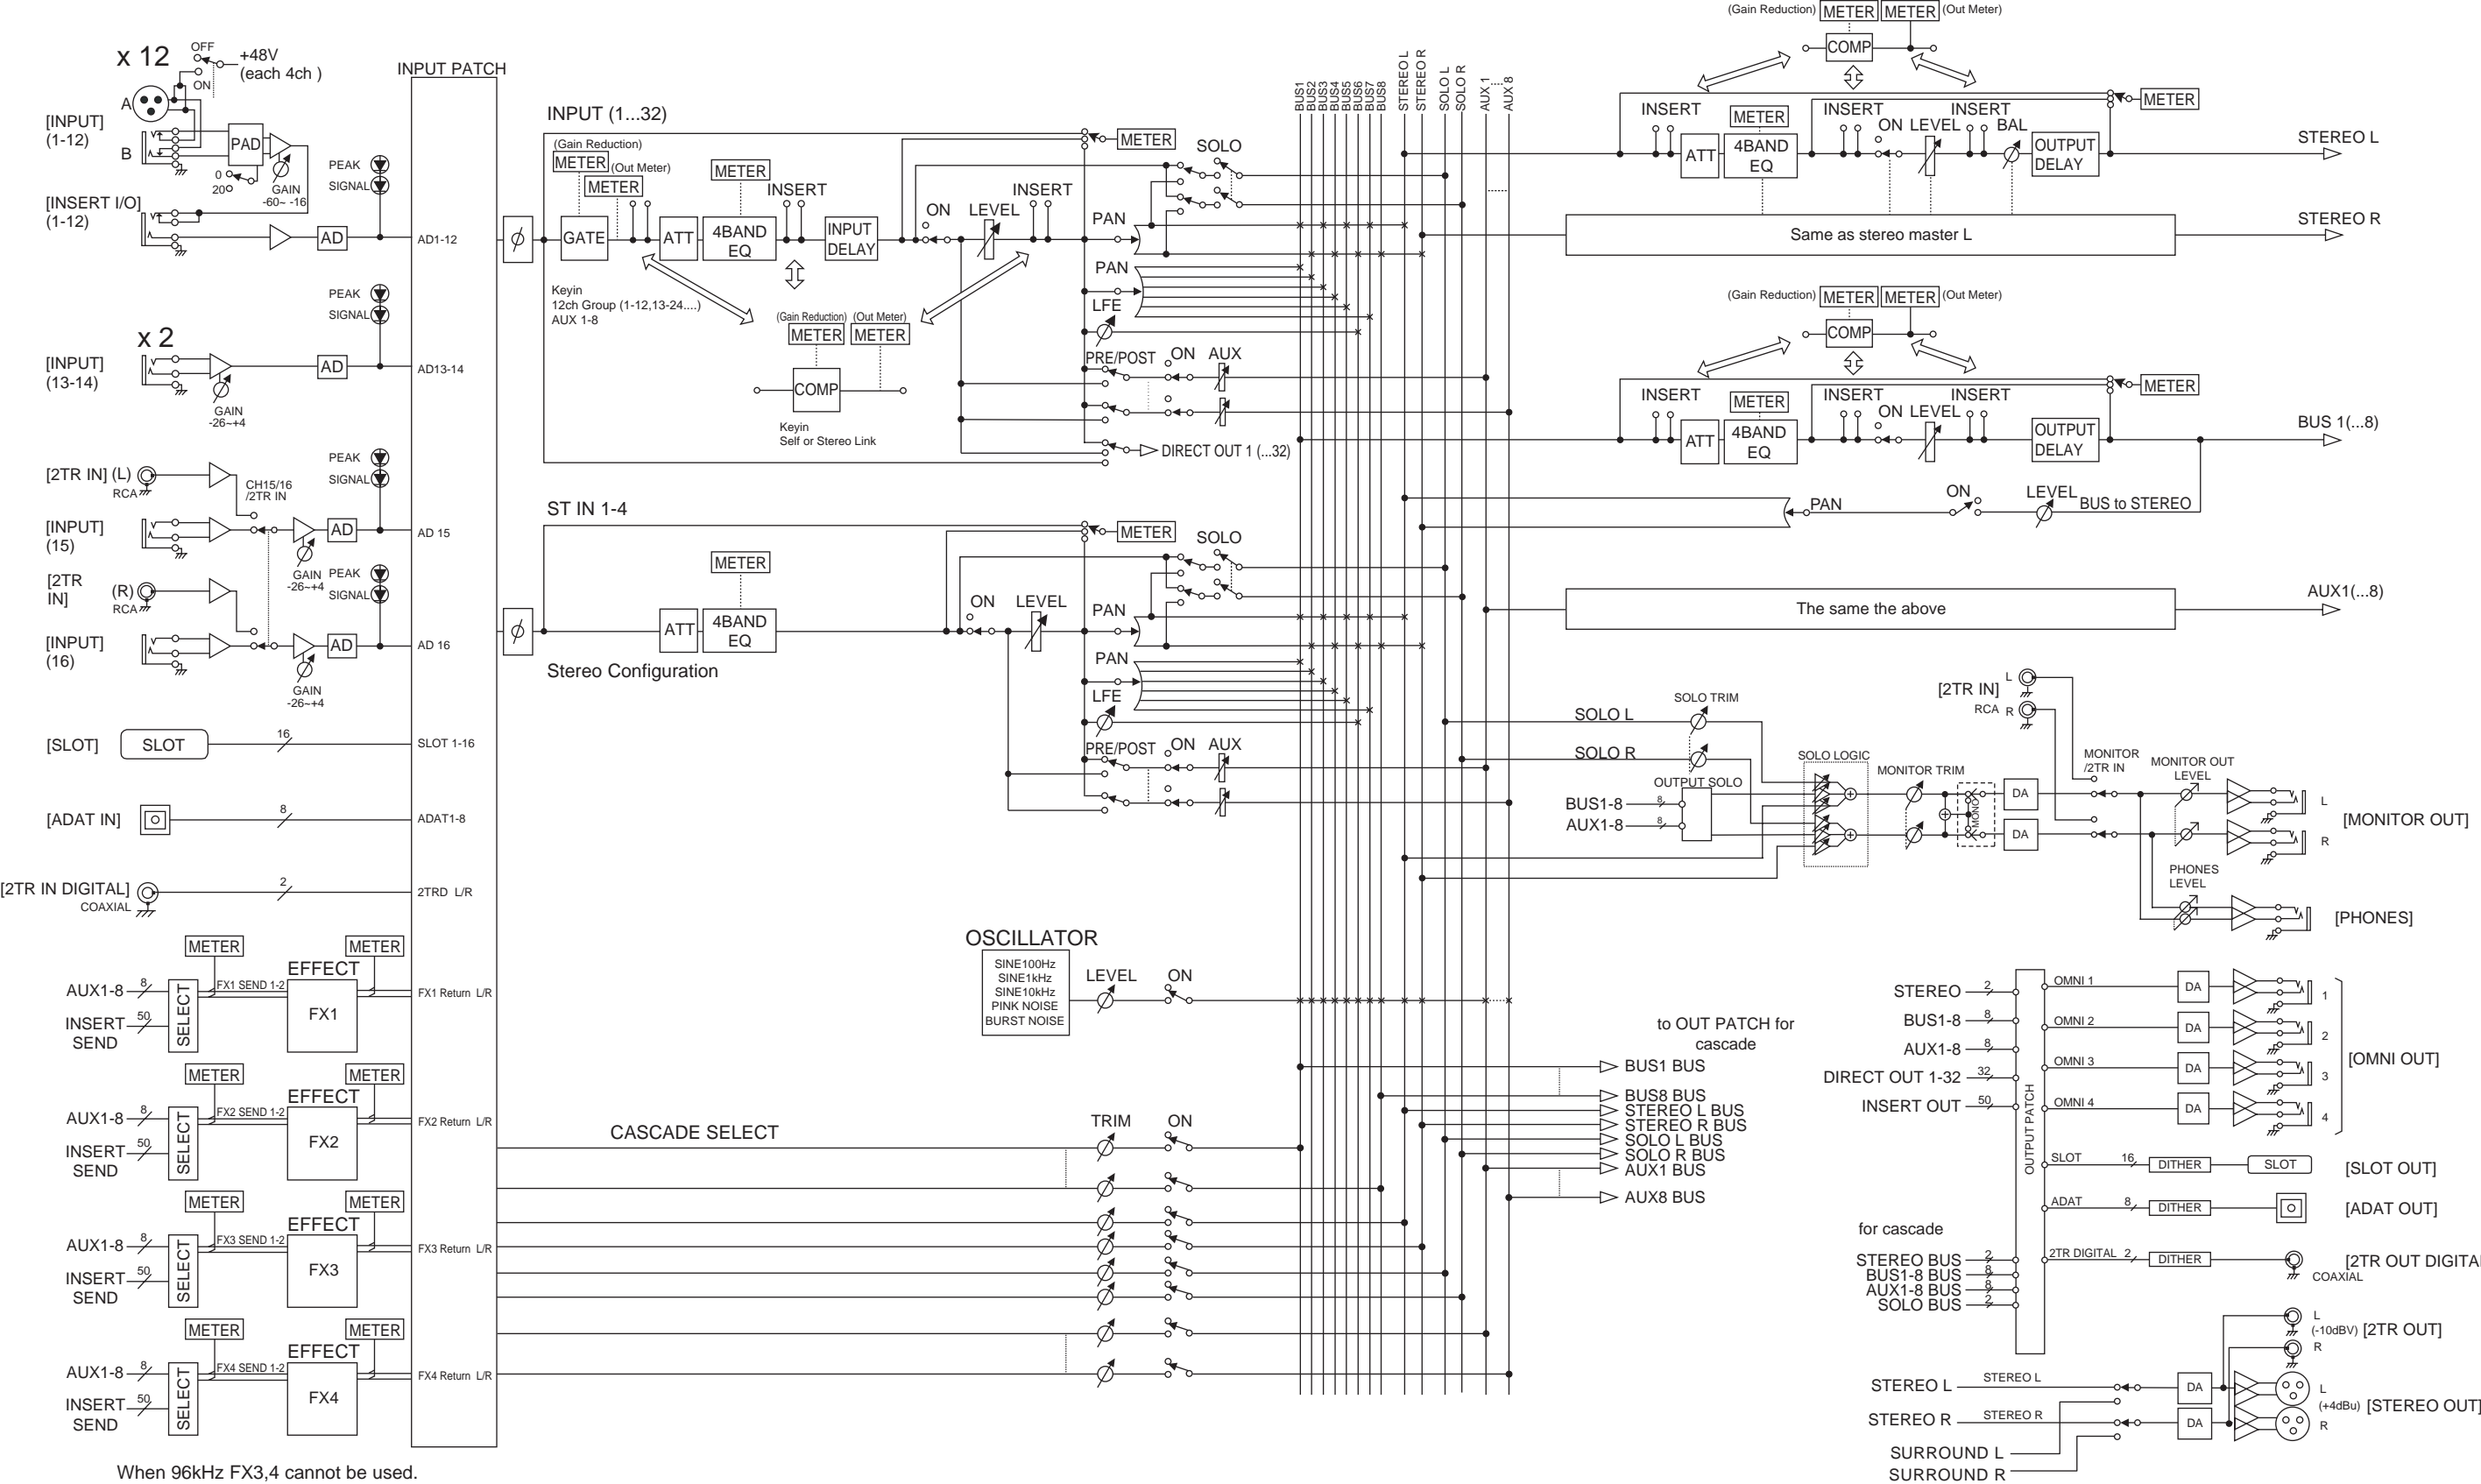 x 12
OFF
+48V
(each 4ch )
ON
A
[INPUT]
(1-12)
B
PAD
0
20
GAIN
-60~ -16
PEAK
SIGNAL
[INSERT I/O]
(1-12)
AD
AD1-12
INPUT PATCH
x 2
PEAK
SIGNAL
[INPUT]
(13-14)
GAIN
-26~+4
AD
AD13-14
[2TR IN] (L)
RCA
CH15/16
/2TR IN
PEAK
SIGNAL
[INPUT]
(15)
AD
AD 15
GAIN
-26~+4
[2TR
IN]
(R)
RCA
PEAK
SIGNAL
[INPUT]
(16)
AD
AD 16
GAIN
-26~+4
[SLOT]
SLOT
16
SLOT 1-16
[ADAT IN]
8
ADAT1-8
[2TR IN DIGITAL]
COAXIAL
2
2TRD L/R
METER
METER
EFFECT
AUX1-8
8
FX1 SEND 1-2
SELECT
FX1
FX1 Return L/R
INSERT
SEND
50
METER
METER
EFFECT
AUX1-8
8
FX2 SEND 1-2
SELECT
FX2
FX2 Return L/R
INSERT
SEND
50
METER
METER
EFFECT
AUX1-8
8
FX3 SEND 1-2
SELECT
FX3
FX3 Return L/R
INSERT
SEND
50
METER
METER
EFFECT
AUX1-8
8
FX4 SEND 1-2
SELECT
FX4
FX4 Return L/R
INSERT
SEND
50
When 96kHz FX3,4 cannot be used.
INPUT (1...32)
(Gain Reduction)
METER
(Out Meter)
METER
METER
INSERT
INSERT
METER
SOLO
ON
LEVEL
PAN
ϕ
GATE
ATT
4BAND
EQ
INPUT
DELAY
PAN
LFE
Keyin
12ch Group (1-12,13-24....)
AUX 1-8
(Gain Reduction)
(Out Meter)
METER
METER
COMP
Keyin
Self or Stereo Link
PRE/POST
ON
AUX
DIRECT OUT 1 (...32)
ST IN 1-4
METER
METER
SOLO
ON
LEVEL
PAN
ϕ
ATT
4BAND
EQ
Stereo Configuration
PAN
LFE
PRE/POST
ON
AUX
OSCILLATOR
SINE100Hz
SINE1kHz
SINE10kHz
PINK NOISE
BURST NOISE
LEVEL
ON
CASCADE SELECT
TRIM
ON
BUS1
BUS2
BUS3
BUS4
BUS5
BUS6
BUS7
BUS8
STEREO L
STEREO R
SOLO L
SOLO R
AUX 1
AUX 8
(Gain Reduction)
METER
METER
(Out Meter)
COMP
INSERT
METER
INSERT
INSERT
METER
ON
LEVEL
BAL
ATT
4BAND
EQ
OUTPUT
DELAY
STEREO L
Same as stereo master L
STEREO R
(Gain Reduction)
METER
METER
(Out Meter)
COMP
INSERT
METER
INSERT
INSERT
METER
ON
LEVEL
ATT
4BAND
EQ
OUTPUT
DELAY
BUS 1(...8)
PAN
ON
LEVEL
BUS to STEREO
The same the above
AUX1(...8)
SOLO L
SOLO TRIM
SOLO R
OUTPUT SOLO
SOLO LOGIC
BUS1-8
8
AUX1-8
8
MONITOR TRIM
MONO
DA
DA
[2TR IN]
L
RCA
R
MONITOR
/2TR IN
MONITOR OUT
LEVEL
L
R
[MONITOR OUT]
PHONES
LEVEL
[PHONES]
to OUT PATCH for
cascade
BUS1 BUS
BUS8 BUS
STEREO L BUS
STEREO R BUS
SOLO L BUS
SOLO R BUS
AUX1 BUS
AUX8 BUS
STEREO
2
BUS1-8
8
AUX1-8
8
DIRECT OUT 1-32
32
INSERT OUT
50
OUTPUT PATCH
OMNI 1
DA
1
OMNI 2
DA
2
OMNI 3
DA
3
OMNI 4
DA
4
[OMNI OUT]
SLOT
16
DITHER
SLOT
[SLOT OUT]
ADAT
8
DITHER
[ADAT OUT]
for cascade
STEREO BUS
2
BUS1-8 BUS
8
AUX1-8 BUS
8
SOLO BUS
2
2TR DIGITAL
2
DITHER
COAXIAL
[2TR OUT DIGITAL
L
(-10dBV)
[2TR OUT]
R
STEREO L
STEREO L
DA
L
(+4dBu)
[STEREO OUT]
STEREO R
STEREO R
DA
R
SURROUND L
SURROUND R